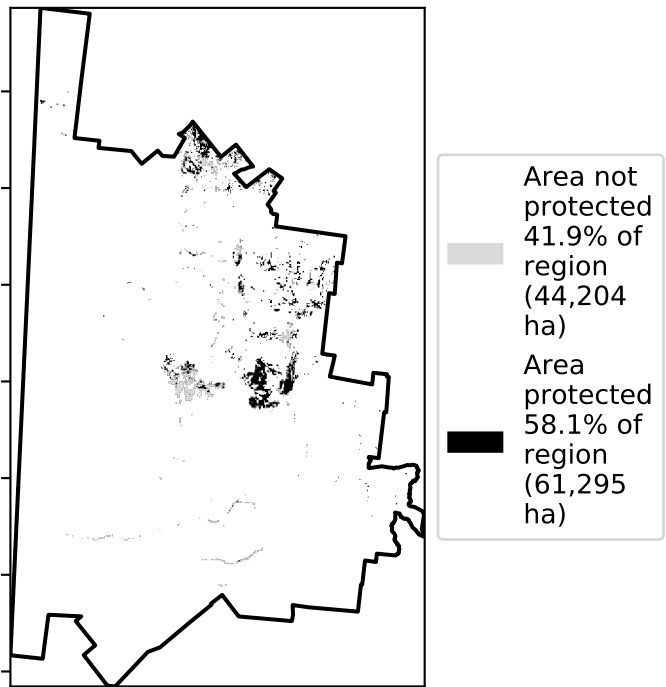 Area not
protected
41.9% of
region
(44,204
ha)
Area
protected
58.1% of
region
(61,295
ha)